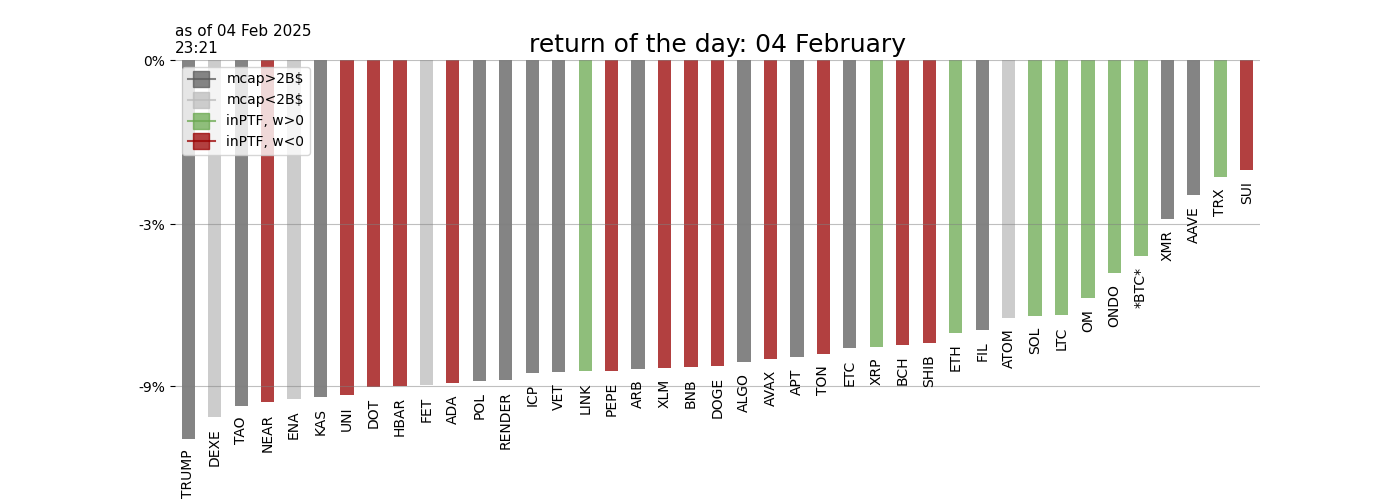 as of 04 Feb 2025
23:21
return of the day: 04 February
0%
-3%
-9%
mcap>2B$
mcap<2B$
inPTF, w>0
inPTF, w<0
TRUMP
DEXE
TAO
NEAR
ENA
KAS
UNI
DOT
HBAR
FET
ADA
POL
RENDER
ICP
VET
LINK
PEPE
ARB
XLM
BNB
DOGE
ALGO
AVAX
APT
TON
ETC
XRP
BCH
SHIB
ETH
FIL
ATOM
SOL
LTC
OM
ONDO
*BTC*
XMR
AAVE
TRX
SUI